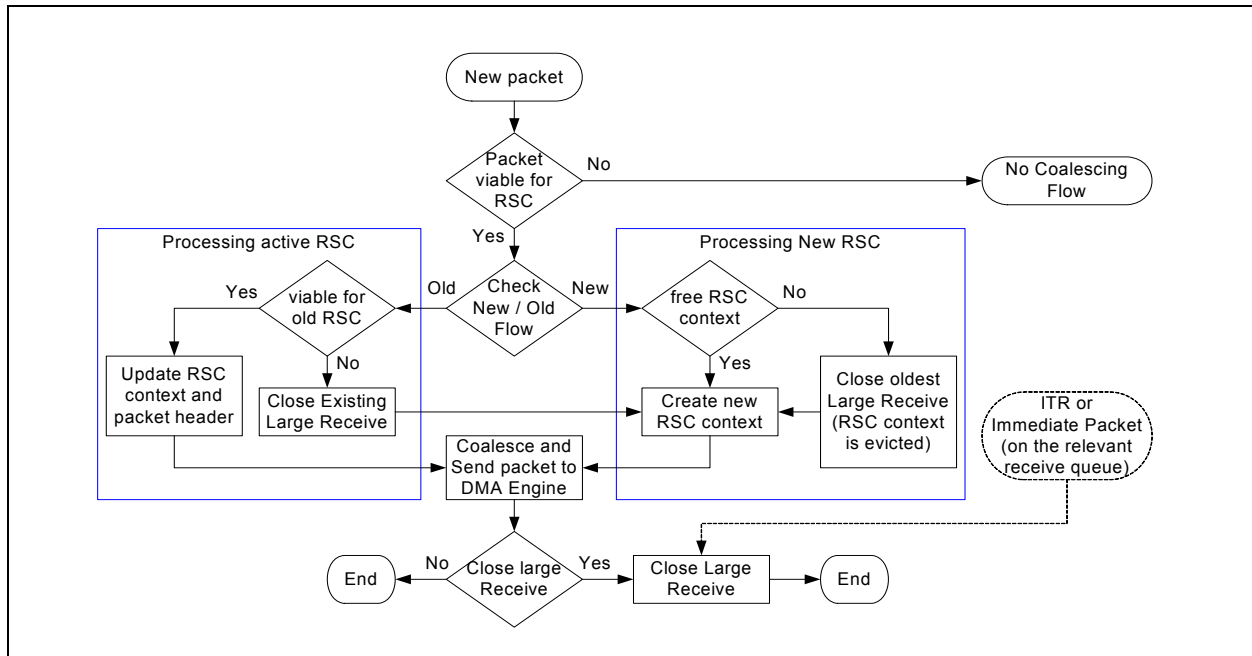 New packet
Packet
viable for
RSC
No
No Coalescing
Flow
Yes
Processing active RSC
Processing New RSC
Yes
viable for
old RSC
Old
Check
New / Old
Flow
New
free RSC
context
No
No
Yes
Update RSC
context and
packet header
Close Existing
Large Receive
Create new
RSC context
Close oldest
Large Receive
(RSC context
is evicted)
ITR or
Immediate Packet
(on the relevant
receive queue)
Coalesce and
Send packet to
DMA Engine
End
No
Close large
Receive
Yes
Close Large
Receive
End